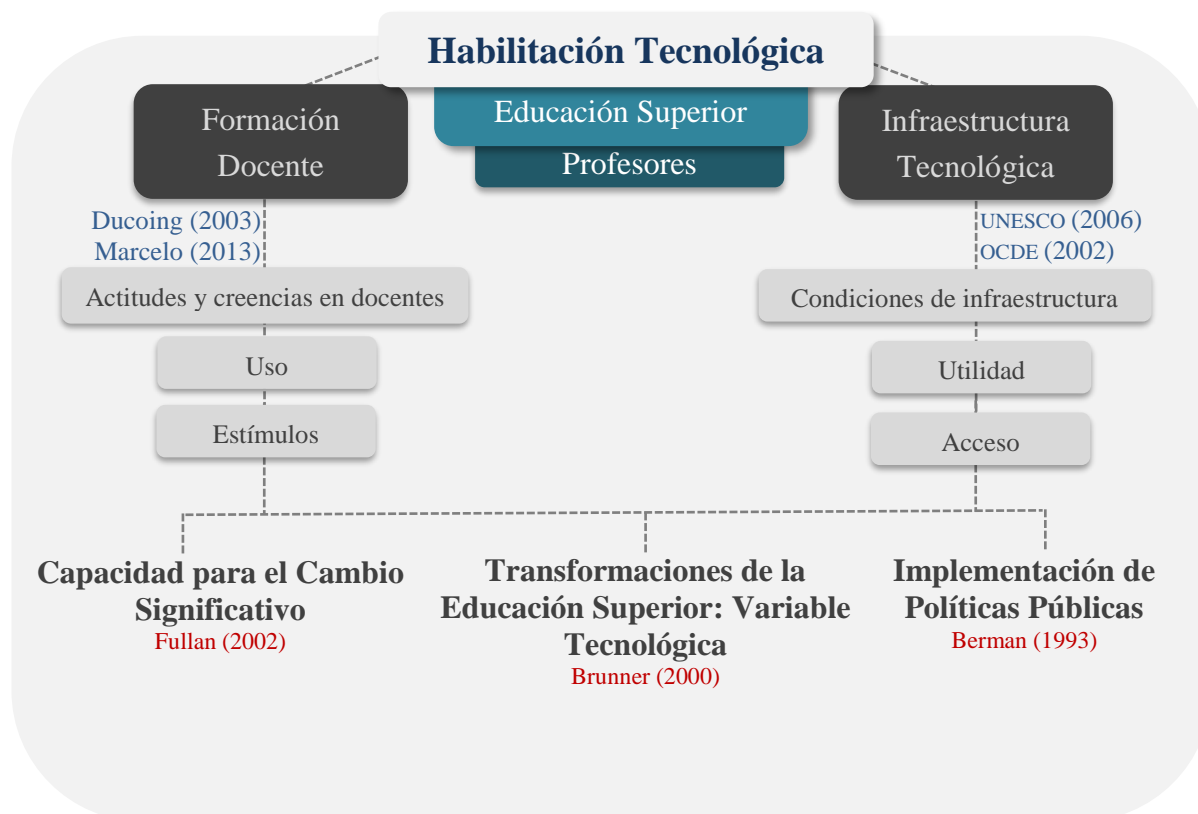 Habilitación Tecnológica
Educación Superior
Profesores
Formación
Docente
Ducoing (2003)
Marcelo (2013)
Actitudes y creencias en docentes
Uso
Estímulos
Infraestructura
Tecnológica
UNESCO (2006)
OCDE (2002)
Condiciones de infraestructura
Utilidad
Acceso
Capacidad para el Cambio
Significativo
Fullan (2002)
Transformaciones de la
Educación Superior: Variable
Tecnológica
Brunner (2000)
Implementación de
Políticas Públicas
Berman (1993)